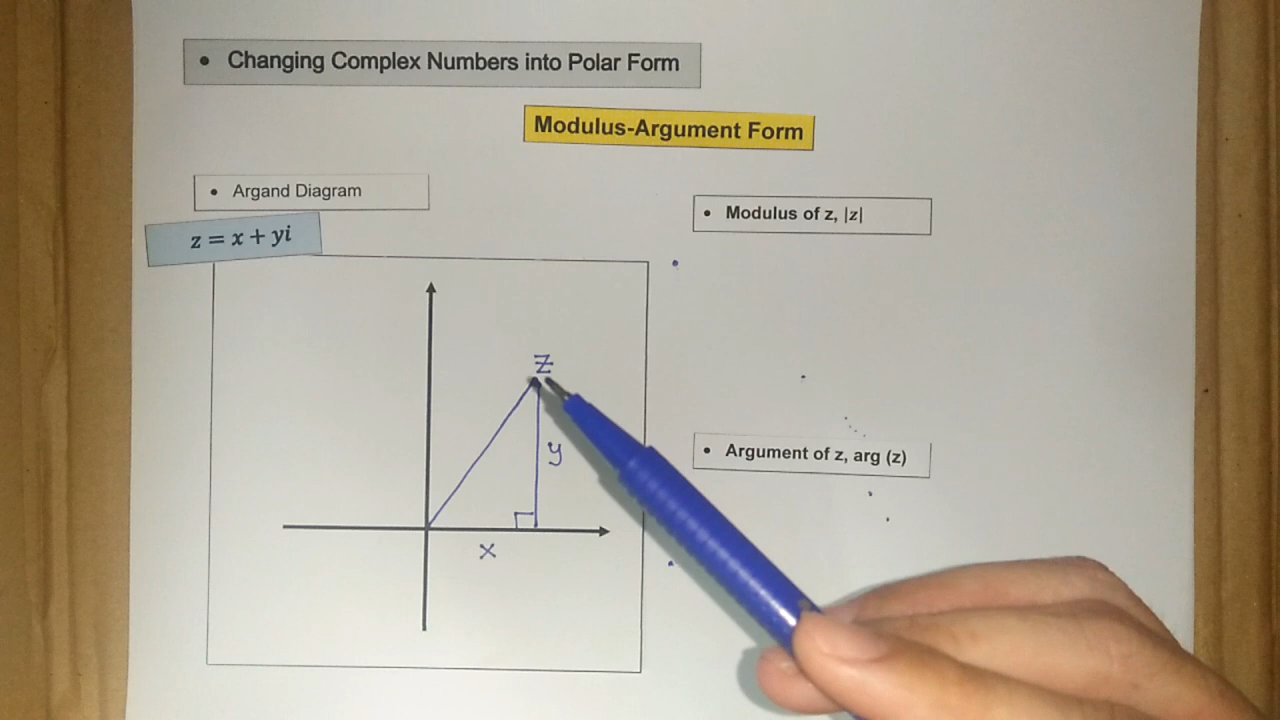 • Changing Complex Numbers into Polar Form
Modulus-Argument Form
• Argand Diagram
z = x + yi
• Modulus of z, |z|
z
y
x
• Argument of z, arg (z)